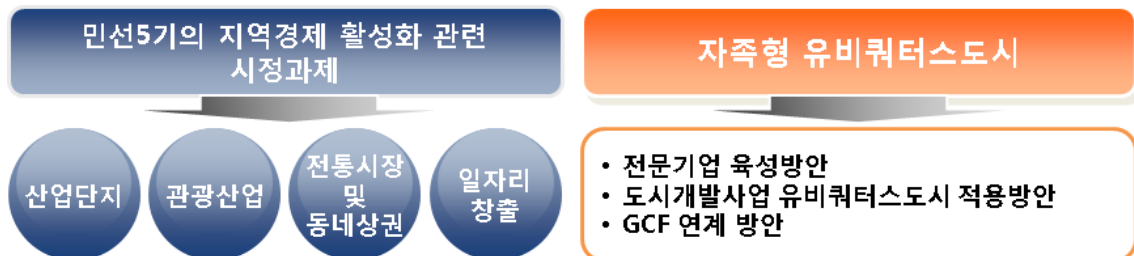 민선5기의 지역경제 활성화 관련
시정과제
산업단지
관광산업
전통시장
및
동네상권
일자리
창출
자족형 유비쿼터스도시
• 전문기업 육성방안
• 도시개발사업 유비쿼터스도시 적용방안
• GCF 연계 방안